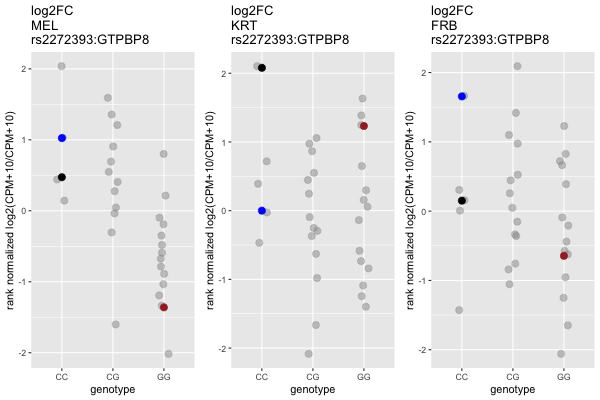 log2FC
MEL
rs2272393:GTPBP8
rank normalized log2(CPM+10/CPM+10)
2
1
0
-1
-2
CC CG GG
genotype
log2FC
KRT
rs2272393:GTPBP8
rank normalized log2(CPM+10/CPM+10)
2
1
0
-1
-2
CC CG GG
genotype
log2FC
FRB
rs2272393:GTPBP8
rank normalized log2(CPM+10/CPM+10)
2
1
0
-1
-2
CC CG GG
genotype